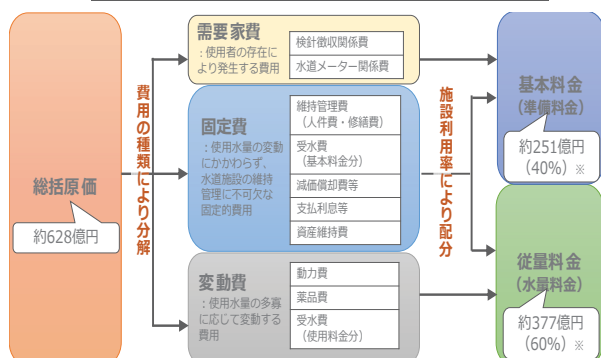 総括原価
約628億円
費用の種類により分解
需要家費
：使用者の存在に
より発生する費用
検針徴収関係費
水道メーター関係費
固定費
：使用水量の変動
にかかわらず、
水道施設の維持
管理に不可欠な
固定的費用
維持管理費
（人件費・修繕費）
受水費
（基本料金分）
減価償却費等
支払利息等
資産維持費
変動費
：使用水量の多寡
に応じて変動する
費用
動力費
薬品費
受水費
（使用料金分）
施設利用率により配分
基本料金
（準備料金）
約251億円
（40%）※
従量料金
（水量料金）
約377億円
（60%）※